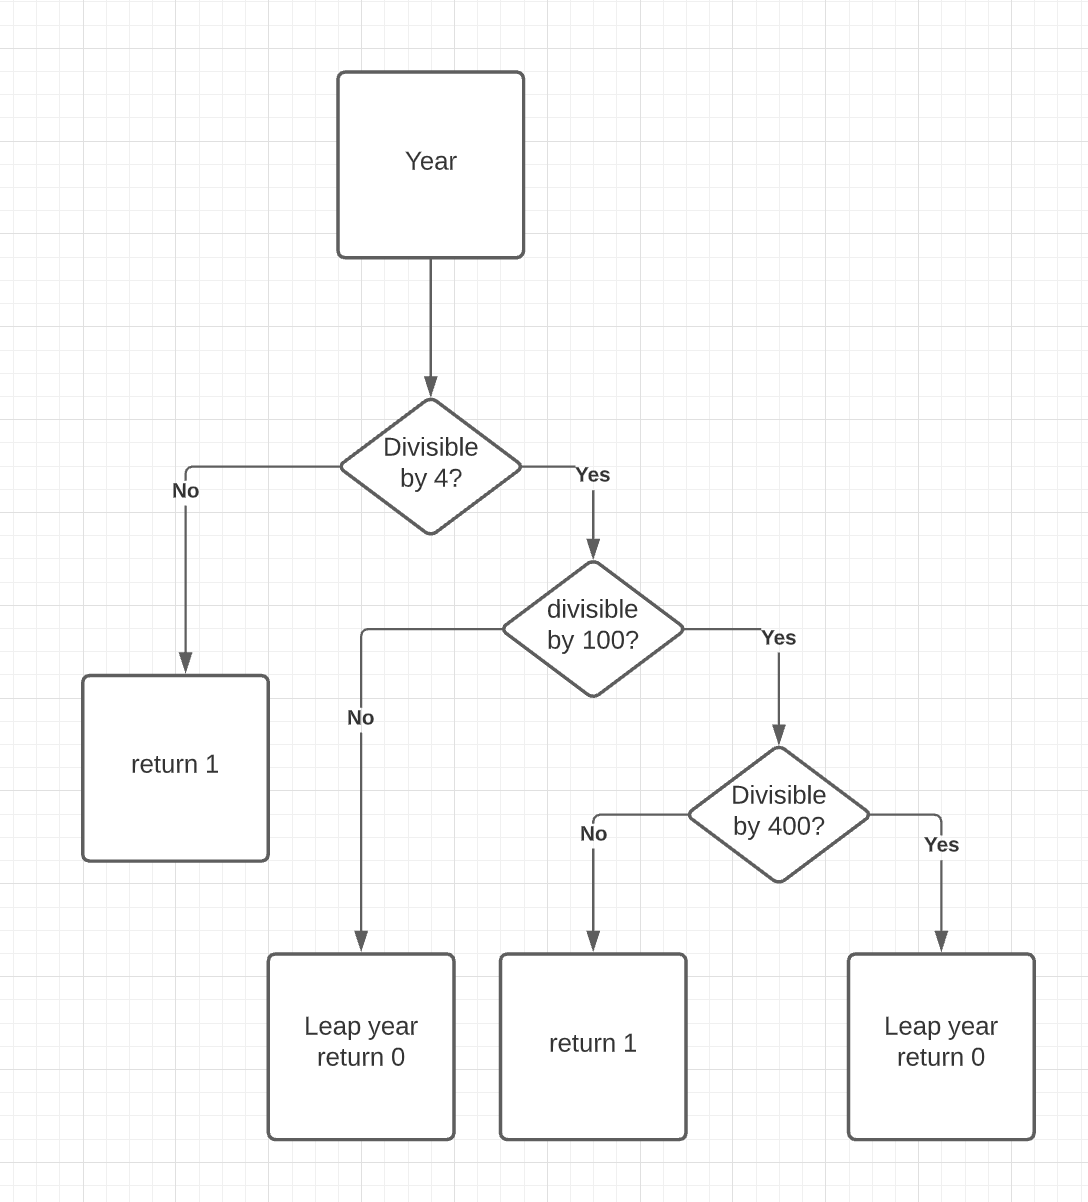 Year
Divisible
by 4?
No
Yes
divisible
by 100?
No
Yes
return 1
Divisible
by 400?
No
Yes
Leap year
return 0
return 1
Leap year
return 0